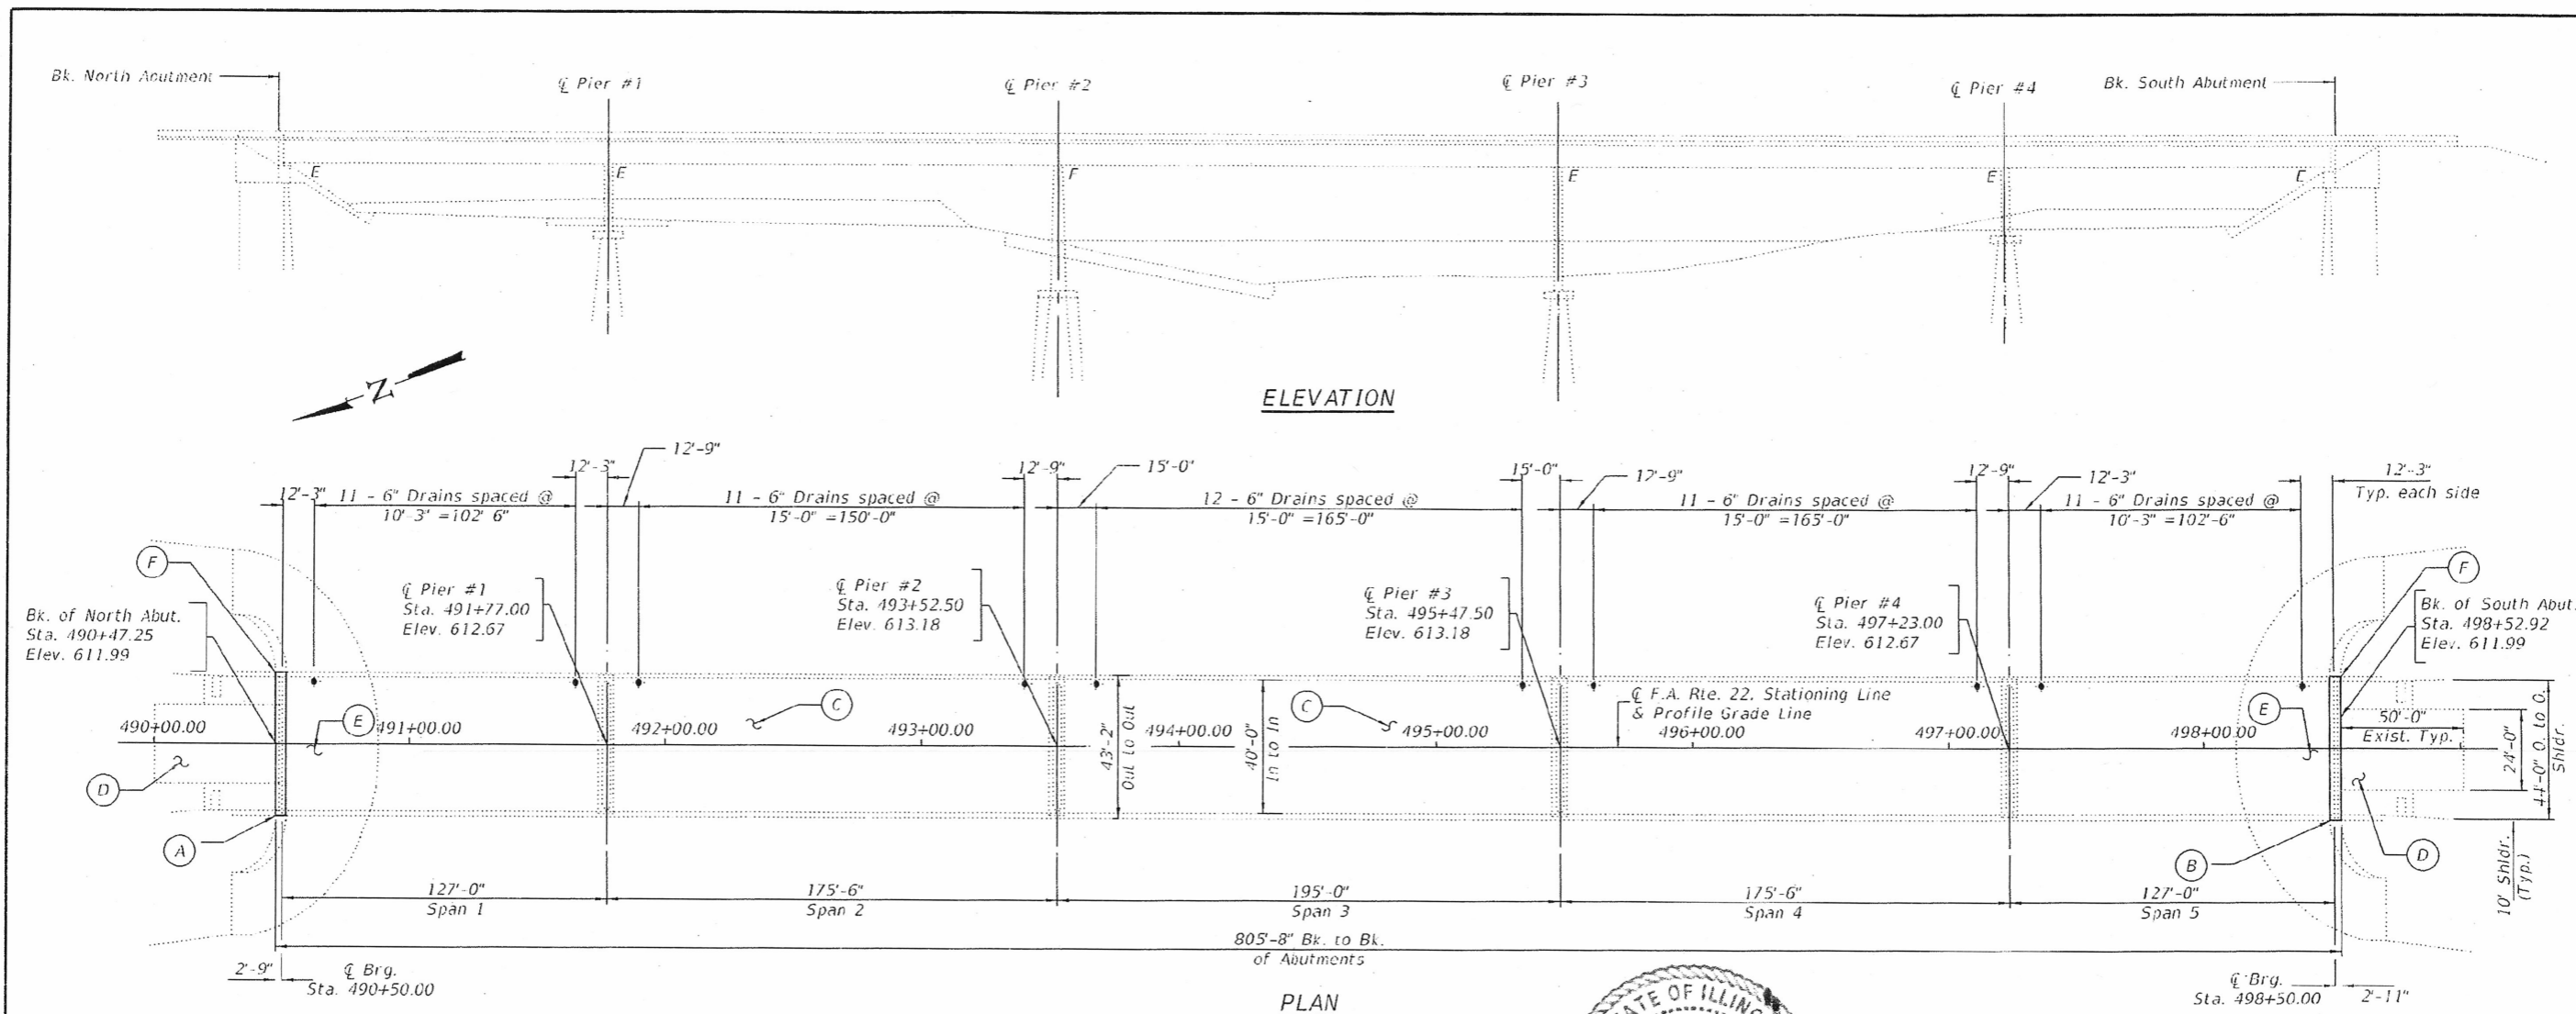 Bk. North Abutment
℄ Pier #1
℄ Pier #2
℄ Pier #3
℄ Pier #4
Bk. South Abutment
E
E
F
E
E
E
Z
ELEVATION
12'-3"
12'-9"
12'-9"
15'-0"
15'-0"
12'-9"
12'-9"
12'-3"
12'-3"
Typ. each side
12'-3"
11 - 6" Drains spaced @
10'-3" =102' 6"
11 - 6" Drains spaced @
15'-0" =150'-0"
12 - 6" Drains spaced @
15'-0" =165'-0"
11 - 6" Drains spaced @
15'-0" =165'-0"
11 - 6" Drains spaced @
10'-3" =102'-6"
F
Bk. of North Abut.
Sta. 490+47.25
Elev. 611.99
℄ Pier #1
Sta. 491+77.00
Elev. 612.67
℄ Pier #2
Sta. 493+52.50
Elev. 613.18
℄ Pier #3
Sta. 495+47.50
Elev. 613.18
℄ Pier #4
Sta. 497+23.00
Elev. 612.67
F
Bk. of South Abut.
Sta. 498+52.92
Elev. 611.99
℄ F.A. Rte. 22. Stationing Line
& Profile Grade Line
490+00.00
E
491+00.00
492+00.00
C
493+00.00
494+00.00
C
495+00.00
496+00.00
497+00.00
498+00.00
E
50'-0"
Exist. Typ.
43'-2"
Out to Out
40'-0"
In to In
24'-0"
44'-0" O. to O.
Shldr.
10' Shldr.
(Typ.)
D
A
B
D
127'-0"
Span 1
175'-6"
Span 2
195'-0"
Span 3
175'-6"
Span 4
127'-0"
Span 5
805'-8" Bk. to Bk.
of Abutments
2'-9"
℄ Brg.
Sta. 490+50.00
℄ Brg.
Sta. 498+50.00
2'-11"
PLAN
STATE OF ILLIN